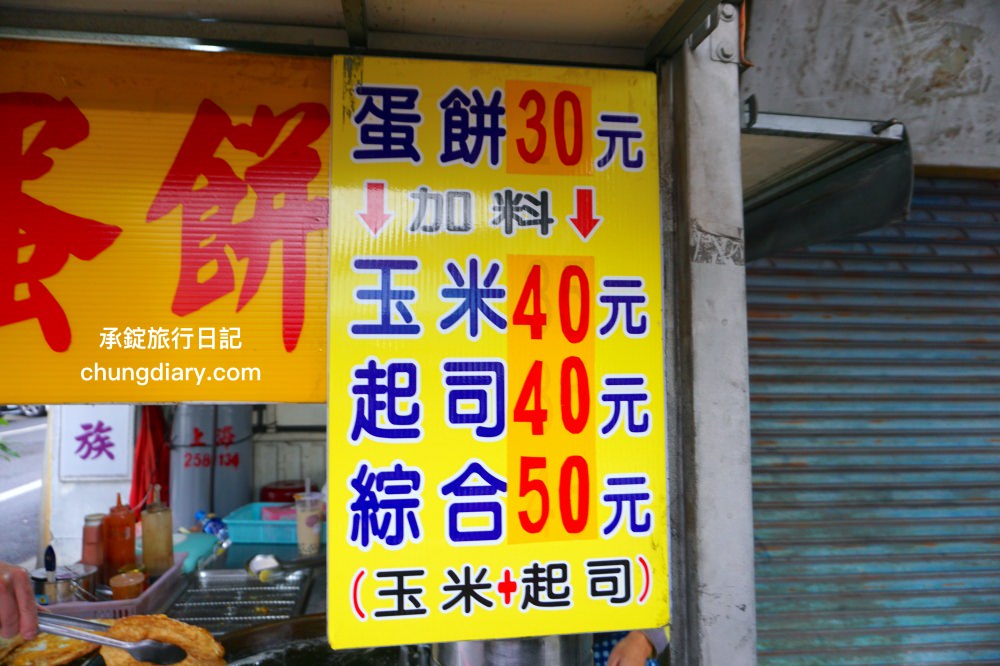 蛋餅
承錠旅行日記
chungdiary.com
蛋餅30元
↓加料↓
玉米40元
起司40元
綜合50元
(玉米+起司)
族